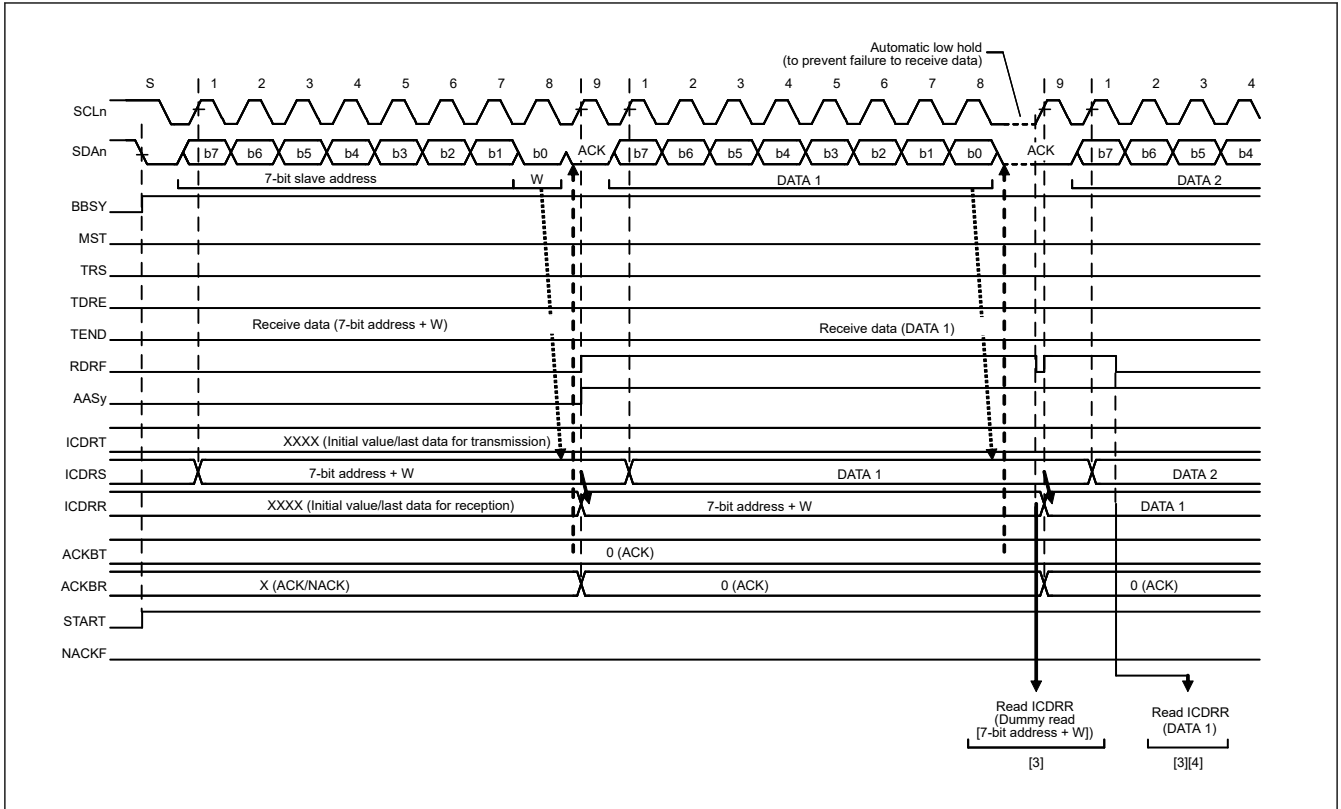 Automatic low hold
(to prevent failure to receive data)
S 1 2 3 4 5 6 7 8 9 1 2 3 4 5 6 7 8 9 1 2 3 4
SCLn
SDAn b7 b6 b5 b4 b3 b2 b1 b0 ACK b7 b6 b5 b4 b3 b2 b1 b0 ACK b7 b6 b5 b4
7-bit slave address W DATA 1 DATA 2
BBSY
MST
TRS
TDRE
Receive data (7-bit address + W) Receive data (DATA 1)
TEND
RDRF
AASy
ICDRT XXXX (Initial value/last data for transmission)
ICDRS 7-bit address + W DATA 1 DATA 2
ICDRR XXXX (Initial value/last data for reception) 7-bit address + W DATA 1
ACKBT 0 (ACK)
ACKBR X (ACK/NACK) 0 (ACK) 0 (ACK)
START
NACKF
Read ICDRR
(Dummy read
[7-bit address + W])
[3]
Read ICDRR
(DATA 1)
[3][4]